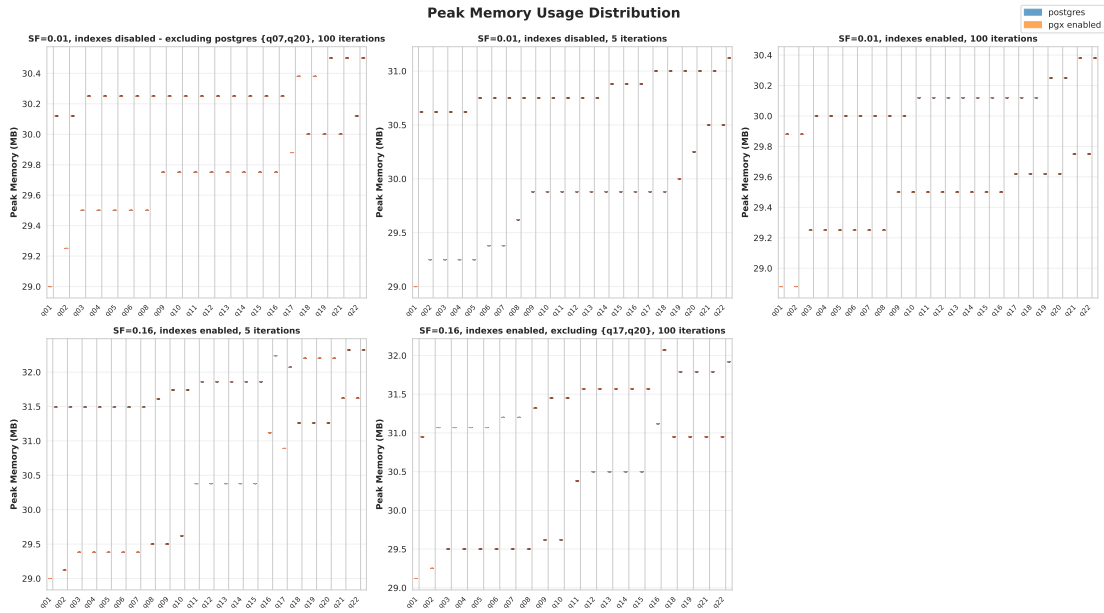 Peak Memory Usage Distribution
postgres
pgx enabled
SF=0.01, indexes disabled - excluding postgres {q07,q20}, 100 iterations
Peak Memory (MB)
30.4
30.2
30.0
29.8
29.6
29.4
29.2
29.0
q01 q02 q03 q04 q05 q06 q08 q09 q10 q11 q12 q13 q14 q15 q16 q17 q18 q19 q21 q22
SF=0.01, indexes disabled, 5 iterations
Peak Memory (MB)
31.0
30.5
30.0
29.5
29.0
q01 q02 q03 q04 q05 q06 q07 q08 q09 q10 q11 q12 q13 q14 q15 q16 q17 q18 q19 q20 q21 q22
SF=0.01, indexes enabled, 100 iterations
Peak Memory (MB)
30.4
30.2
30.0
29.8
29.6
29.4
29.2
29.0
q01 q02 q03 q04 q05 q06 q07 q08 q09 q10 q11 q12 q13 q14 q15 q16 q17 q18 q19 q20 q21 q22
SF=0.16, indexes enabled, 5 iterations
Peak Memory (MB)
32.0
31.5
31.0
30.5
30.0
29.5
29.0
q01 q02 q03 q04 q05 q06 q07 q08 q09 q10 q11 q12 q13 q14 q15 q16 q17 q18 q19 q20 q21 q22
SF=0.16, indexes enabled, excluding {q17,q20}, 100 iterations
Peak Memory (MB)
32.0
31.5
31.0
30.5
30.0
29.5
29.0
q01 q02 q03 q04 q05 q06 q07 q08 q09 q10 q11 q12 q13 q14 q15 q16 q18 q19 q21 q22